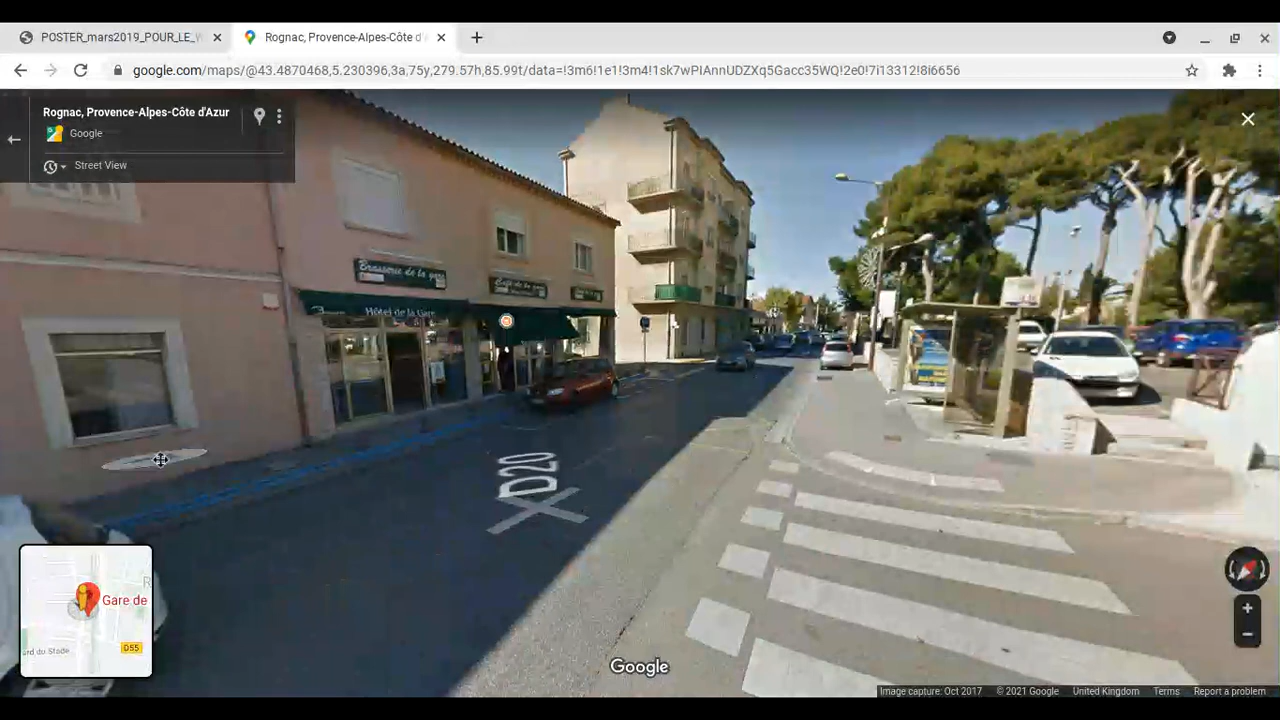 POSTER_mars2019_POUR_LE_W
Rognac, Provence-Alpes-Côte d'A
google.com/maps/@43.4870468,5.230396,3a,75y,279.57h,85.99t/data=!3m6!1e1!3m4!1sk7wPIAnnUDZXq5Gacc35WQ!2e0!7i13312!8i6656
Rognac, Provence-Alpes-Côte d'Azur
Google
Street View
Brasserie de la gare
Café de la gare
Hôtel de la Gare
D20
Gare de
R
ard du Stade
D55
Google
Image capture: Oct 2017 © 2021 Google United Kingdom Terms Report a problem